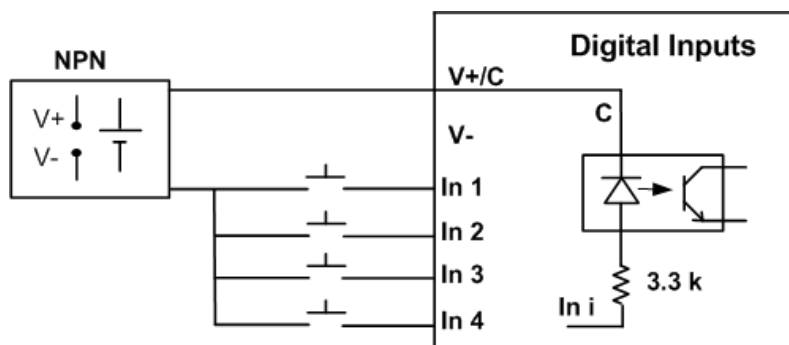 NPN
V+
V-
Digital Inputs
V+/C
C
V-
In 1
In 2
In 3
In 4
3.3 k
In i